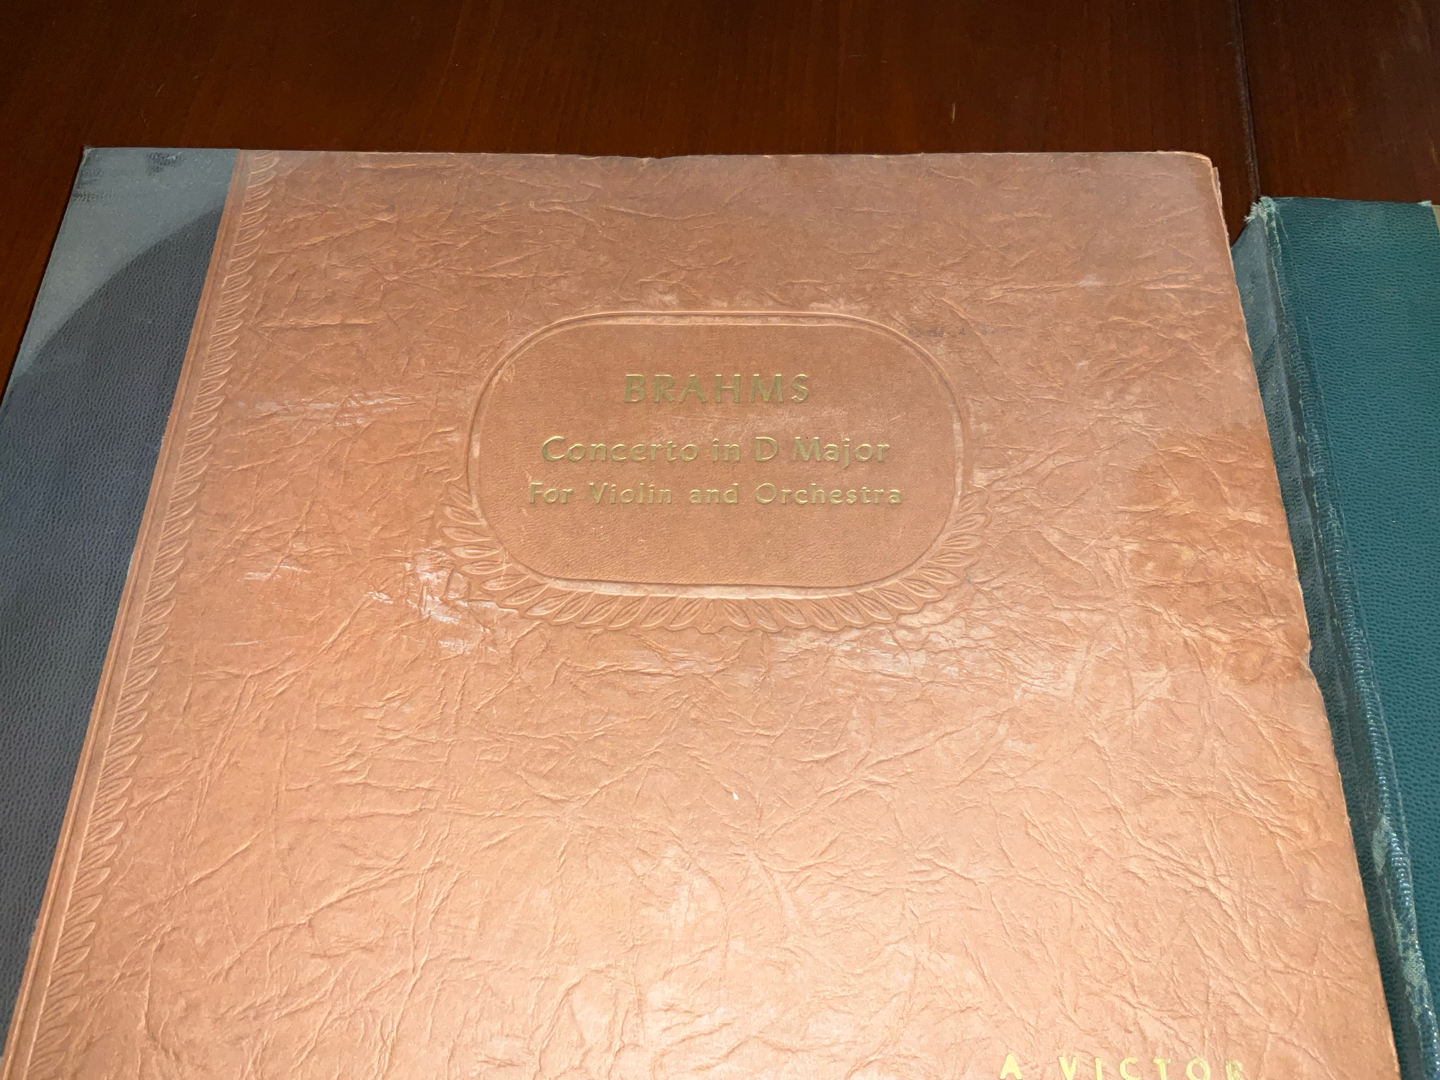 BRAHMS
Concerto in D Major
For Violin and Orchestra
A VICTOR